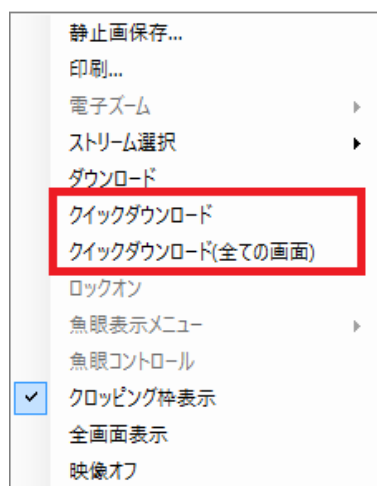 静止画保存...
印刷...
電子ズーム
ストリーム選択
ダウンロード
クイックダウンロード
クイックダウンロード(全ての画面)
ロックオン
魚眼表示メニュー
魚眼コントロール
クロッピング枠表示
全画面表示
映像オフ